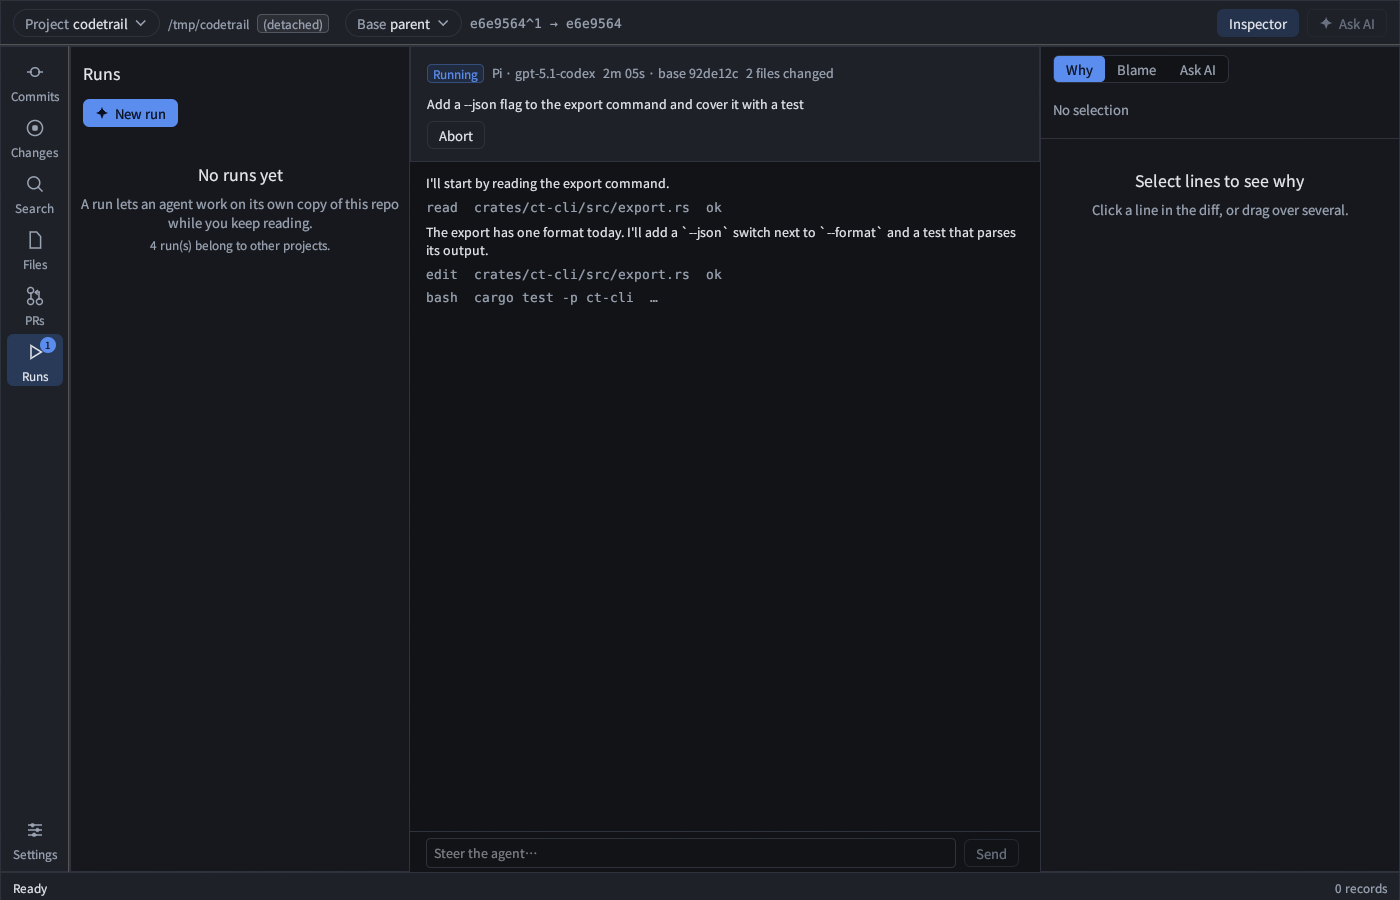 Project codetrail /tmp/codetrail (detached) Base parent e6e9564^1 → e6e9564 Inspector Ask AI
Commits
Changes
Search
Files
PRs
1
Runs
Settings
Runs
New run
No runs yet
A run lets an agent work on its own copy of this repo
while you keep reading.
4 run(s) belong to other projects.
Running Pi · gpt-5.1-codex 2m 05s · base 92de12c 2 files changed
Add a --json flag to the export command and cover it with a test
Abort
I'll start by reading the export command.
read crates/ct-cli/src/export.rs ok
The export has one format today. I'll add a `--json` switch next to `--format` and a test that parses
its output.
edit crates/ct-cli/src/export.rs ok
bash cargo test -p ct-cli …
Steer the agent… Send
Why Blame Ask AI
No selection
Select lines to see why
Click a line in the diff, or drag over several.
Ready 0 records